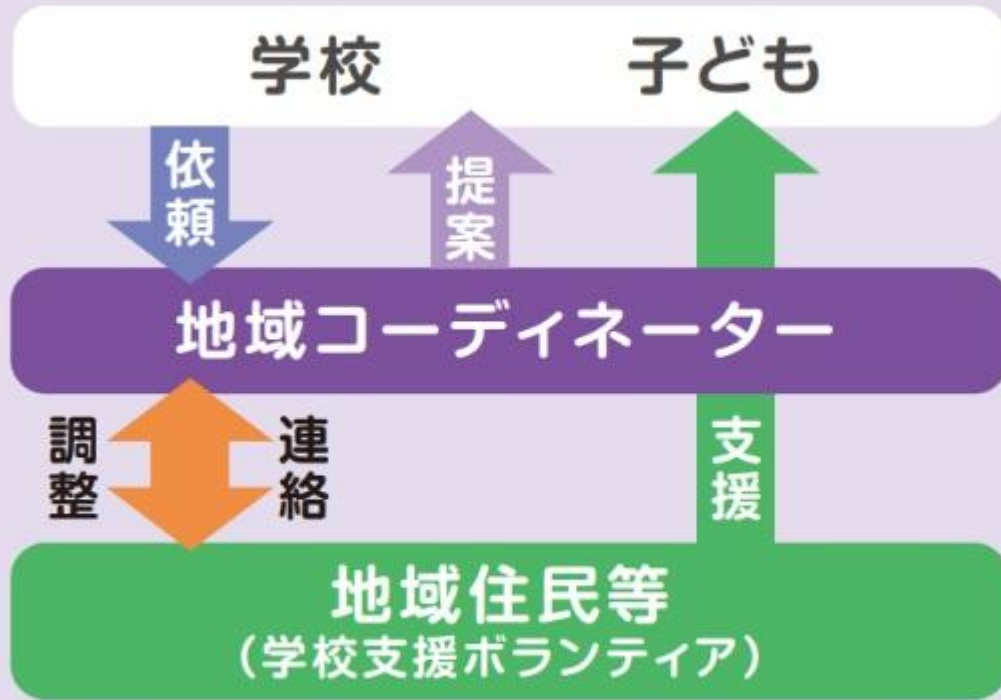 学校 子ども
依頼
提案
地域コーディネーター
調整
連絡
支援
地域住民等
（学校支援ボランティア）